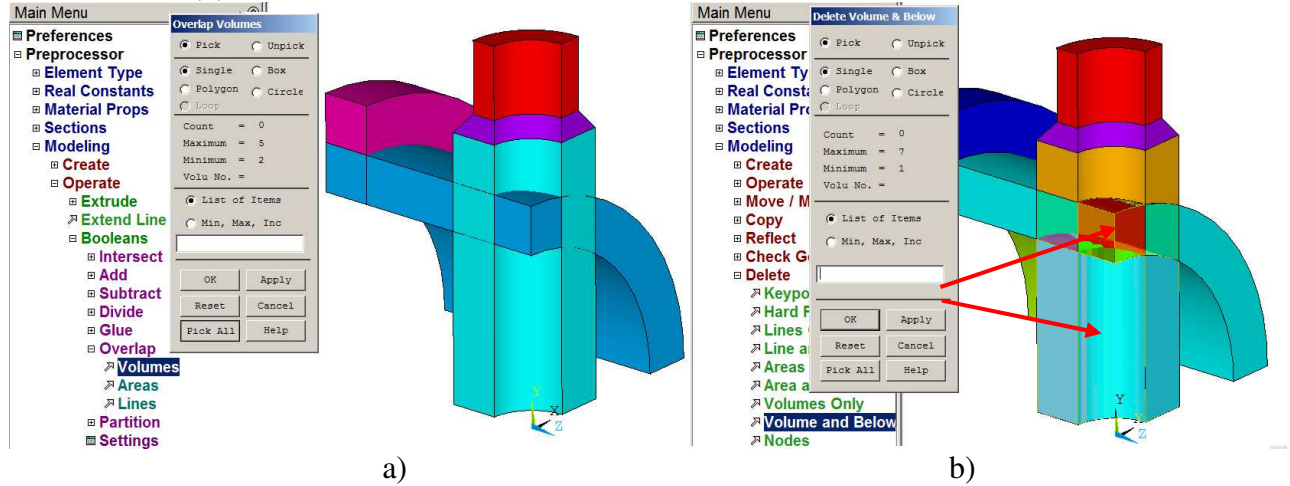 Main Menu
Preferences
Preprocessor
Element Type
Real Constants
Material Props
Sections
Modeling
Create
Operate
Extrude
Extend Line
Booleans
Intersect
Add
Subtract
Divide
Glue
Overlap
Volumes
Areas
Lines
Partition
Settings
Overlap Volumes
Pick Unpick
Single Box
Polygon Circle
Loop
Count = 0
Maximum = 5
Minimum = 2
Volu No. =
List of Items
Min, Max, Inc
OK Apply
Reset Cancel
Pick All Help
Y
X
Z
a)
Main Menu
Preferences
Preprocessor
Element Ty
Real Consta
Material Pro
Sections
Modeling
Create
Operate
Move / M
Copy
Reflect
Check Ge
Delete
Keypo
Hard P
Lines
Line a
Areas
Area a
Volumes Only
Volume and Below
Nodes
Delete Volume & Below
Pick Unpick
Single Box
Polygon Circle
Loop
Count = 0
Maximum = 7
Minimum = 1
Volu No. =
List of Items
Min, Max, Inc
OK Apply
Reset Cancel
Pick All Help
Y
Z
b)